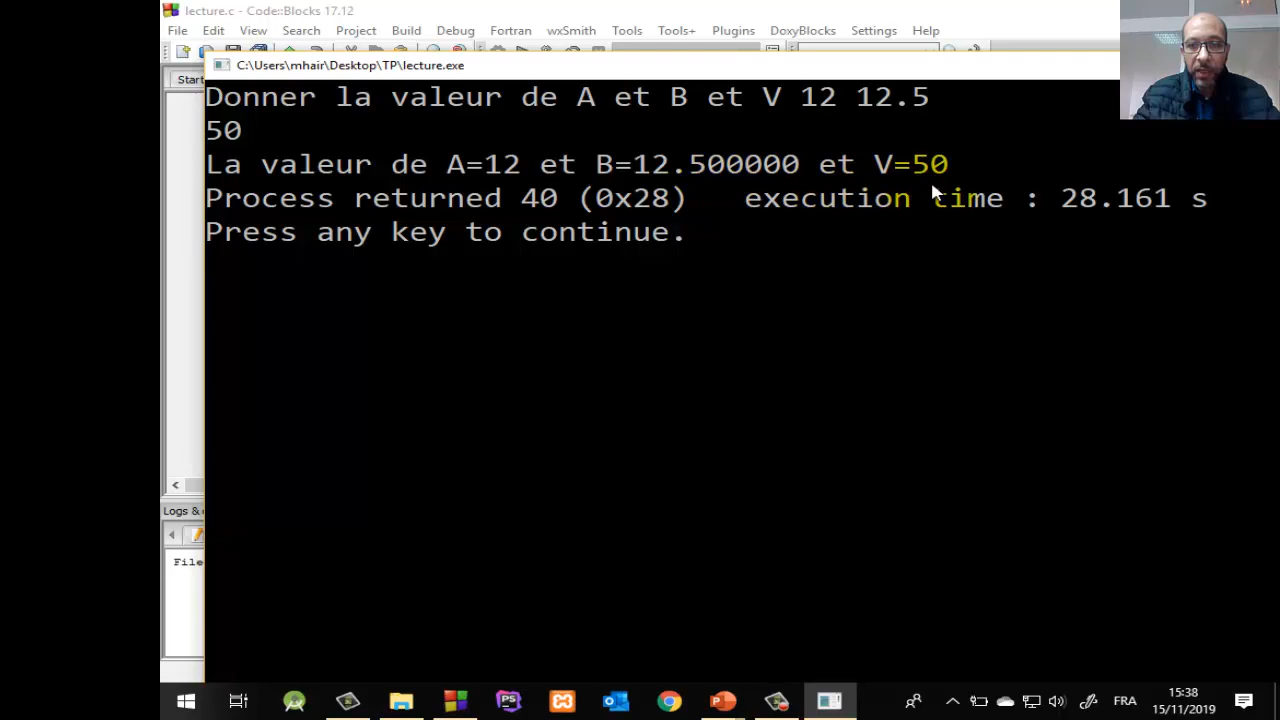 lecture.c - Code::Blocks 17.12
File Edit View Search Project Build Debug Fortran wxSmith Tools Tools+ Plugins DoxyBlocks Settings Help
C:\Users\mhair\Desktop\TP\lecture.exe
Start
Donner la valeur de A et B et V 12 12.5
50
La valeur de A=12 et B=12.500000 et V=50
Process returned 40 (0x28) execution time : 28.161 s
Press any key to continue.
Logs &
File
FRA
15:38
15/11/2019